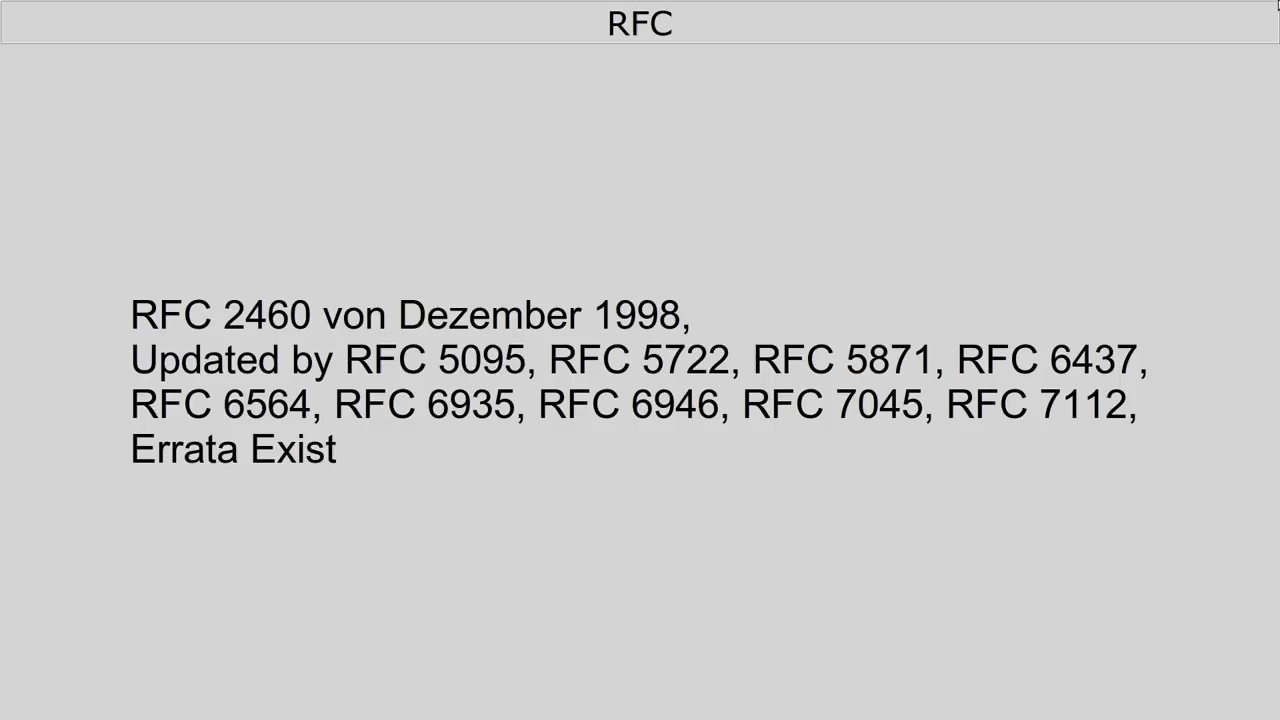 RFC
RFC 2460 von Dezember 1998,
Updated by RFC 5095, RFC 5722, RFC 5871, RFC 6437,
RFC 6564, RFC 6935, RFC 6946, RFC 7045, RFC 7112,
Errata Exist